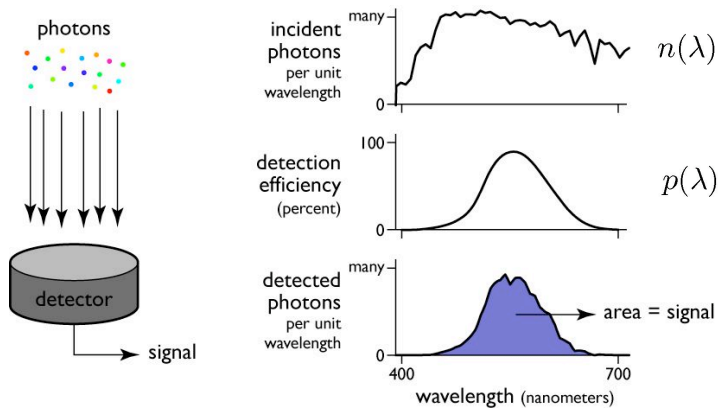 photons
detector
signal
incident
photons
per unit
wavelength
many
0
n(λ)
detection
efficiency
(percent)
100
0
p(λ)
detected
photons
per unit
wavelength
many
0
area = signal
400
700
wavelength (nanometers)